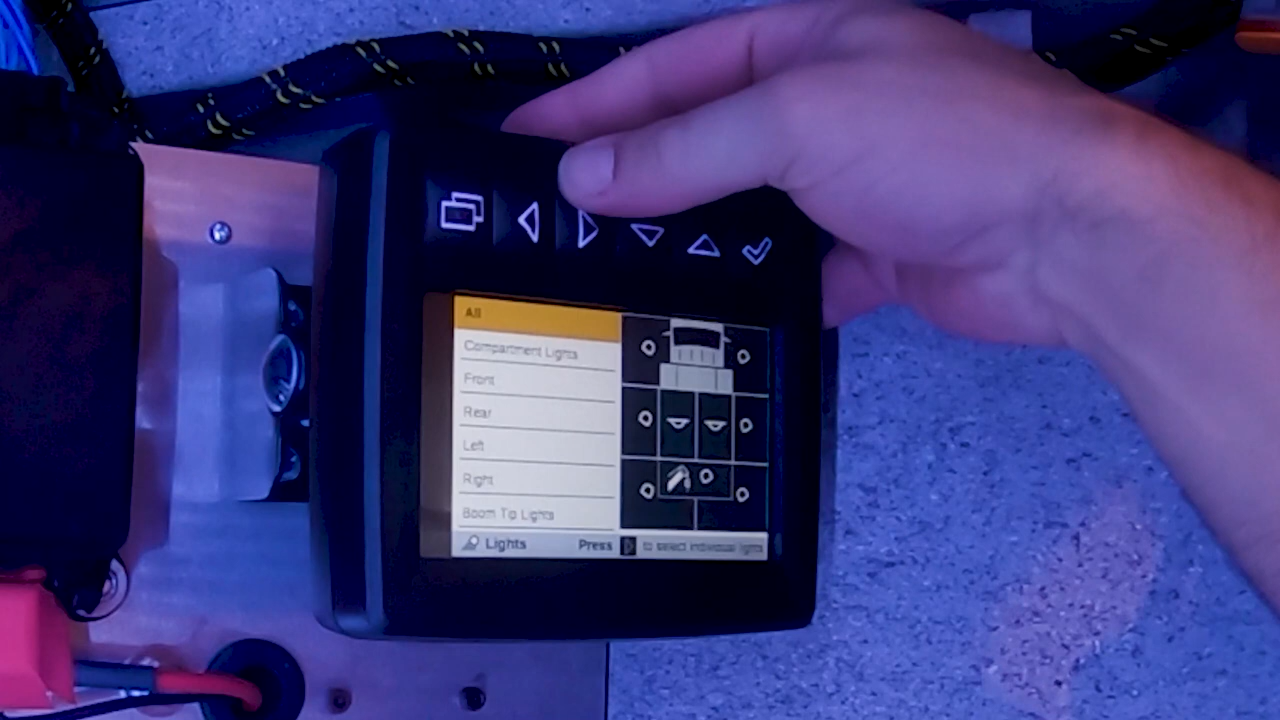 All
Compartment Lights
Front
Rear
Left
Right
Boom Tip Lights
Lights Press to select individual lights